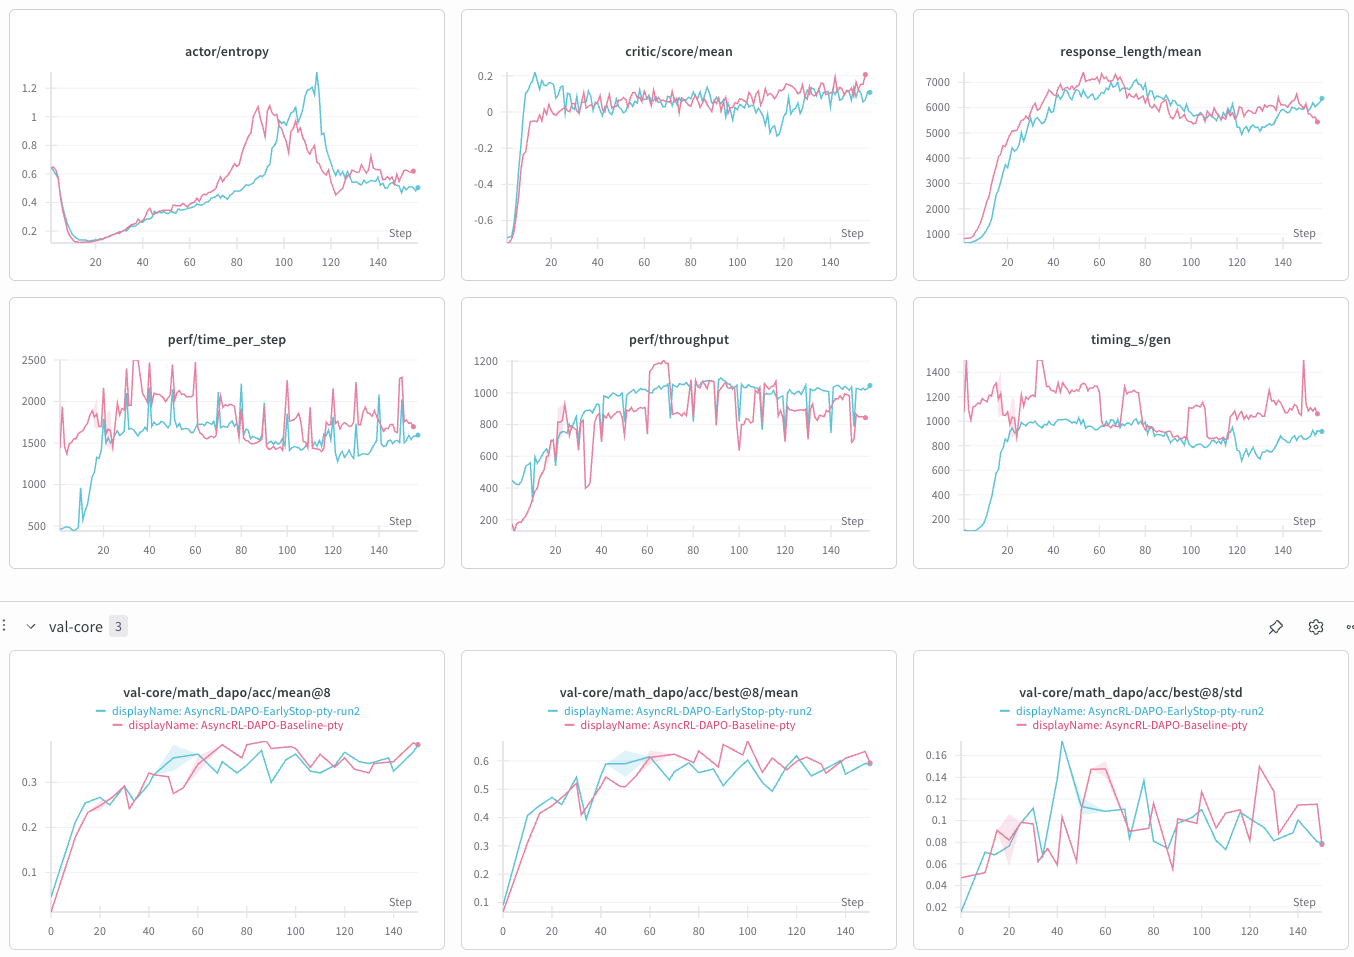 actor/entropy
1.2
1
0.8
0.6
0.4
0.2
Step
20 40 60 80 100 120 140
critic/score/mean
0.2
0
-0.2
-0.4
-0.6
Step
20 40 60 80 100 120 140
response_length/mean
7000
6000
5000
4000
3000
2000
1000
Step
20 40 60 80 100 120 140
perf/time_per_step
2500
2000
1500
1000
500
Step
20 40 60 80 100 120 140
perf/throughput
1200
1000
800
600
400
200
Step
20 40 60 80 100 120 140
timing_s/gen
1400
1200
1000
800
600
400
200
Step
20 40 60 80 100 120 140
val-core 3
val-core/math_dapo/acc/mean@8
displayName: AsyncRL-DAPO-EarlyStop-pty-run2
displayName: AsyncRL-DAPO-Baseline-pty
0.3
0.2
0.1
Step
0 20 40 60 80 100 120 140
val-core/math_dapo/acc/best@8/mean
displayName: AsyncRL-DAPO-EarlyStop-pty-run2
displayName: AsyncRL-DAPO-Baseline-pty
0.6
0.5
0.4
0.3
0.2
0.1
Step
0 20 40 60 80 100 120 140
val-core/math_dapo/acc/best@8/std
displayName: AsyncRL-DAPO-EarlyStop-pty-run2
displayName: AsyncRL-DAPO-Baseline-pty
0.16
0.14
0.12
0.1
0.08
0.06
0.04
0.02
Step
0 20 40 60 80 100 120 140